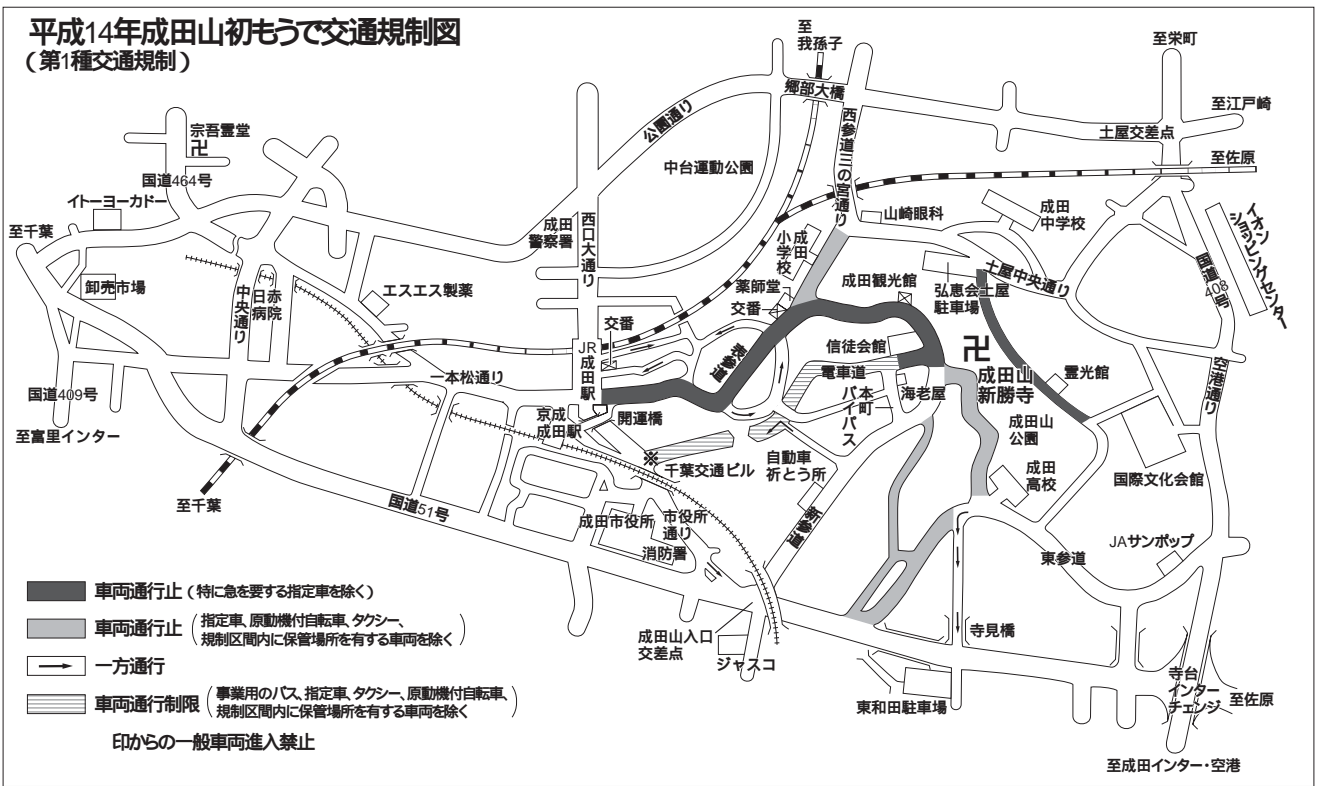 平成14年成田山初もうで交通規制図
（第1種交通規制）
至
我孫子
至栄町
郷部大橋
至江戸崎
公園通り
西参道三の宮通り
土屋交差点
宗吾霊堂
卍
至佐原
中台運動公園
国道464号
イトーヨーカドー
成田
中学校
山崎眼科
イオン
ショッピングセンター
至千葉
成田
警察署
西口大通り
成田
小学校
国道408号
土屋中央通り
卸売市場
中央通り
日赤
病院
エスエス製薬
薬師堂
成田観光館
弘恵会土屋
駐車場
交番
交番
JR
成田駅
表参道
信徒会館
卍
成田山
新勝寺
電車道
霊光館
空港通り
一本松通り
国道409号
海老屋
本町
バイパス
成田山
公園
至富里インター
京成
成田駅
開運橋
※
千葉交通ビル
自動車
祈とう所
成田
高校
国際文化会館
至千葉
国道51号
成田市役所
市役所
通り
新参道
消防署
東参道
JAサンポップ
車両通行止（特に急を要する指定車を除く）
車両通行止（指定車、原動機付自転車、タクシー、
規制区間内に保管場所を有する車両を除く）
成田山入口
交差点
寺見橋
一方通行
ジャスコ
寺台
インター
チェンジ
至佐原
車両通行制限（事業用のバス、指定車、タクシー、原動機付自転車、
規制区間内に保管場所を有する車両を除く）
東和田駐車場
印からの一般車両進入禁止
至成田インター・空港